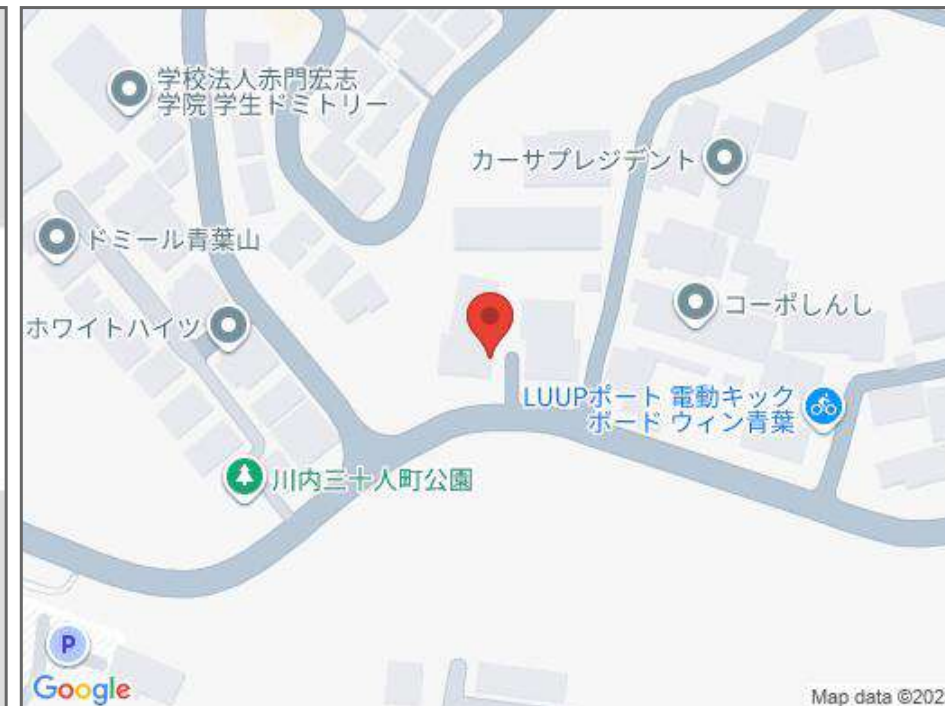 学校法人赤門宏志
学院 学生ドミトリー
カーサプレジデント
ドミール青葉山
コーポしんし
ホワイトハイツ
LUUPポート 電動キック
ボード ウィン青葉
川内三十人町公園
P
Google
Map data ©202